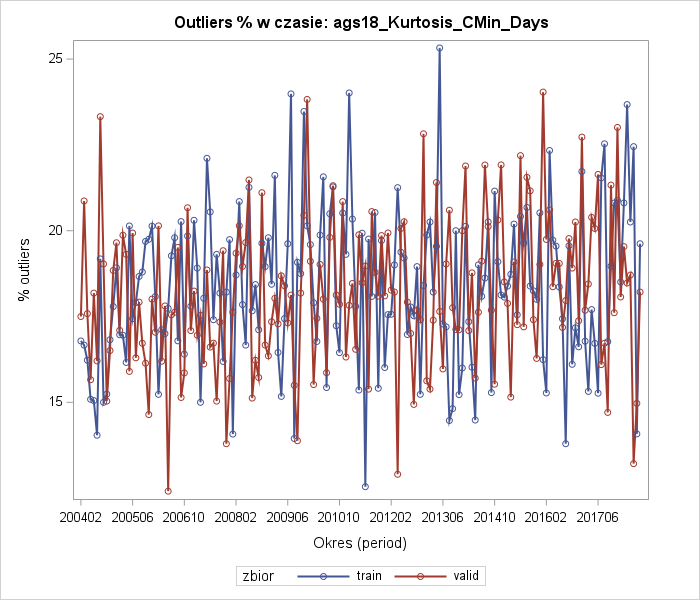 Outliers % w czasie: ags18_Kurtosis_CMin_Days
% outliers
25
20
15
200402 200506 200610 200802 200906 201010 201202 201306 201410 201602 201706
Okres (period)
zbior train valid